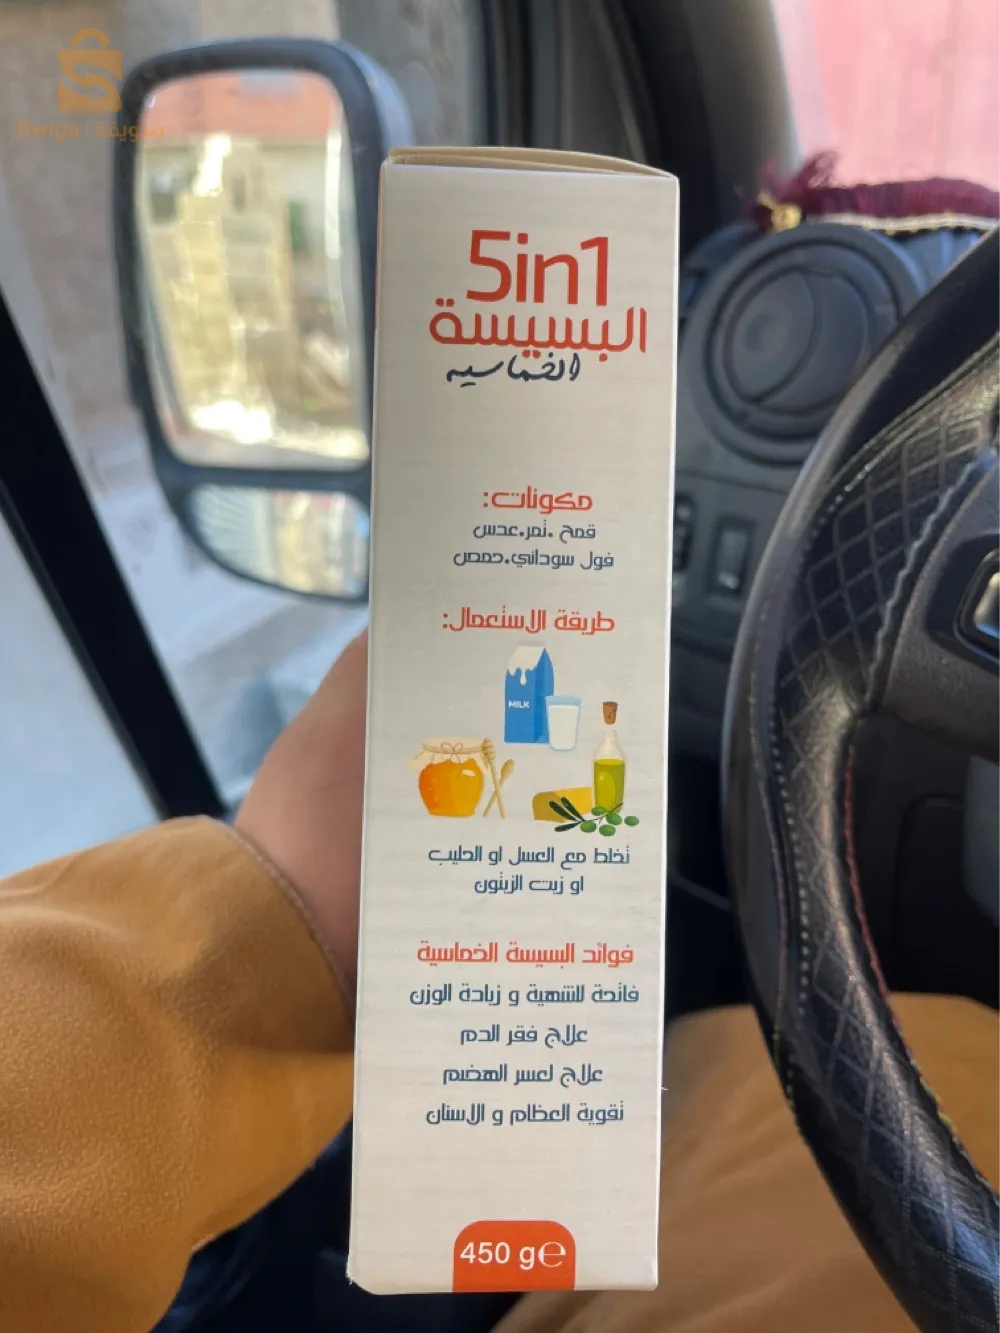 Swiqa | سويقة
5in1
البسيسة
الخماسيه
مكونات:
قمح .تمر.عدس
فول سوداني.حمص
طريقة الاستعمال:
MILK
تخلط مع العسل او الحليب
او زيت الزيتون
فوائد البسيسة الخماسية
فاتحة للشهية و زيادة الوزن
علاج فقر الدم
علاج لعسر الهضم
تقوية العظام و الاسنان
450 g℮